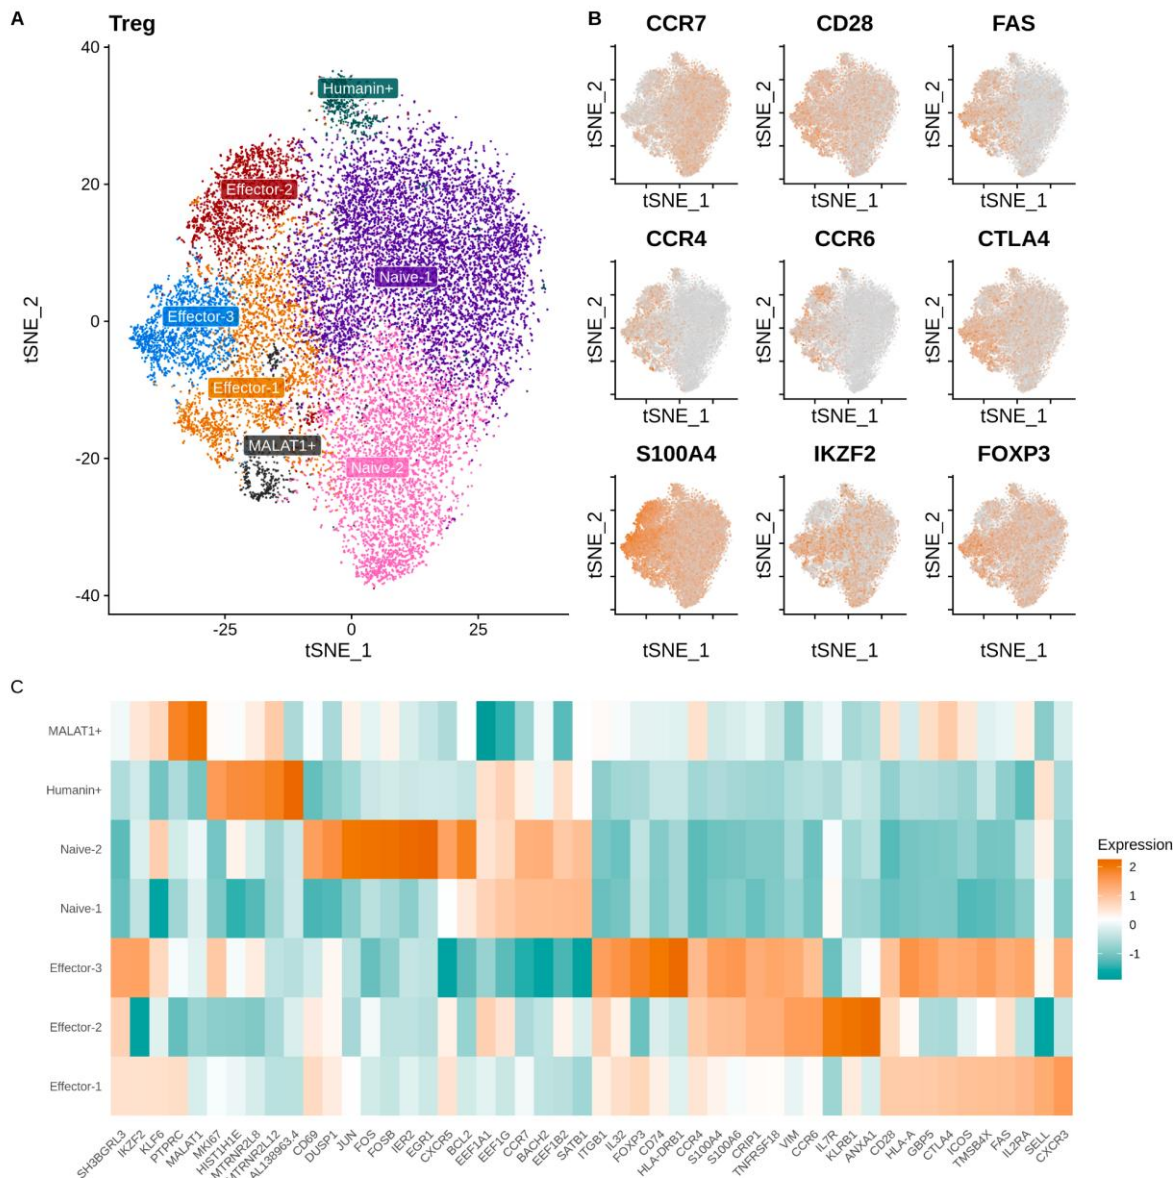 A
Treg
40
20
0
-20
-40
tSNE_2
-25
0
25
tSNE_1
Humanin+
Effector-2
Naive-1
Effector-3
Effector-1
MALAT1+
Naive-2
B
CCR7
CD28
FAS
tSNE_2
tSNE_2
tSNE_2
tSNE_1
tSNE_1
tSNE_1
CCR4
CCR6
CTLA4
tSNE_2
tSNE_2
tSNE_2
tSNE_1
tSNE_1
tSNE_1
S100A4
IKZF2
FOXP3
tSNE_2
tSNE_2
tSNE_2
tSNE_1
tSNE_1
tSNE_1
C
MALAT1+
Humanin+
Naive-2
Naive-1
Effector-3
Effector-2
Effector-1
SH3BGRL3
IKZF2
KLF6
PTPRC
MALAT1
MKI67
HIST1H1E
MTRNR2L8
MTRNR2L12
AL138963.4
CD69
DUSP1
JUN
FOS
FOSB
IER2
EGR1
CXCR5
BCL2
EEF1A1
EEF1G
CCR7
BACH2
EEF1B2
SATB1
ITGB1
IL32
FOXP3
CD74
HLA-DRB1
CCR4
S100A4
S100A6
CRIP1
TNFRSF18
VIM
CCR6
IL7R
KLRB1
ANXA1
CD28
HLA-A
GBP5
CTLA4
ICOS
TMSB4X
FAS
IL2RA
SELL
CXCR3
Expression
2
1
0
-1